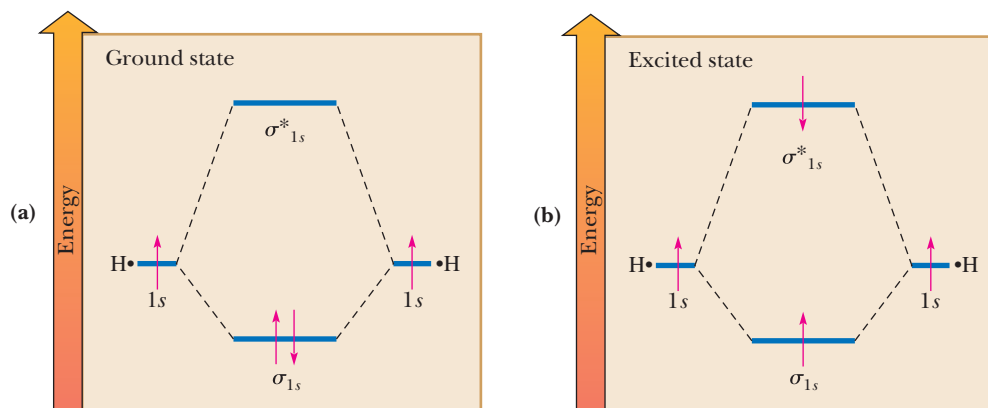 (a)
Energy
Ground state
σ*1s
H•
•H
1s
1s
σ1s
(b)
Energy
Excited state
σ*1s
H•
•H
1s
1s
σ1s